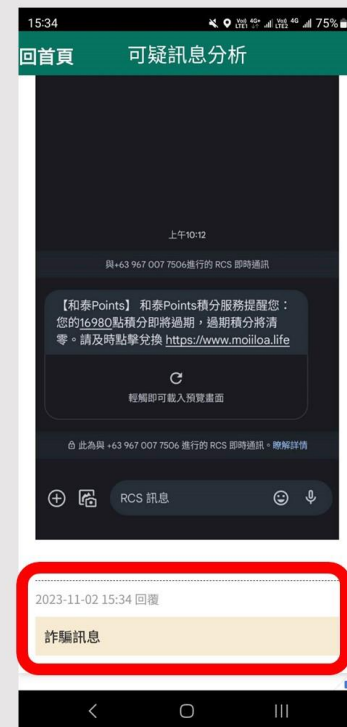 15:34 VoI) 4G+ LTE1 VoI) 4G LTE2 75%
回首頁 可疑訊息分析
上午10:12
與+63 967 007 7506進行的 RCS 即時通訊
【和泰Points】 和泰Points積分服務提醒您：
您的16980點積分即將過期，過期積分將清
零。請及時點擊兌換 https://www.moiiloa.life
輕觸即可載入預覽畫面
此為與 +63 967 007 7506 進行的 RCS 即時通訊。瞭解詳情
RCS 訊息
2023-11-02 15:34 回覆
詐騙訊息